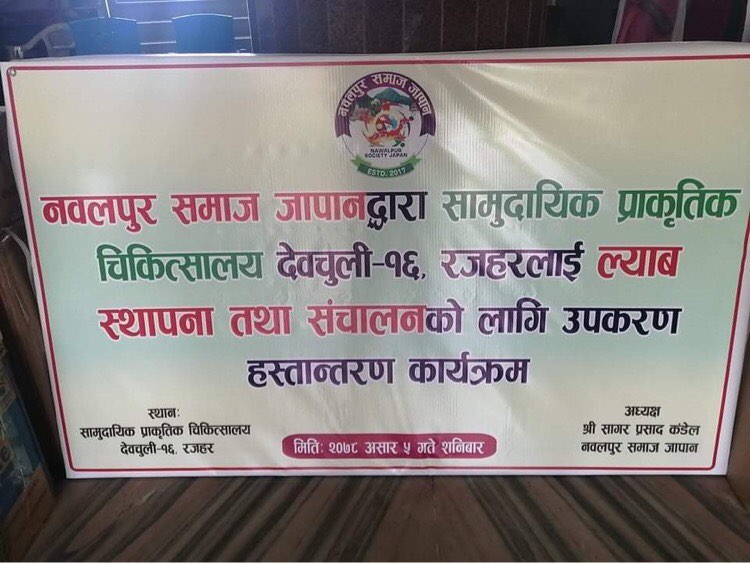 नवलपुर समाज जापान
NAWALPUR
SOCIETY JAPAN
ESTD. 2017
नवलपुर समाज जापानद्वारा सामुदायिक प्राकृतिक
चिकित्सालय देवचुली-१६, रजहरलाई ल्याब
स्थापना तथा संचालनको लागि उपकरण
हस्तान्तरण कार्यक्रम
स्थानः
सामुदायिक प्राकृतिक चिकित्सालय
देवचुली-१६, रजहर
मितिः २०७८ असार ५ गते शनिबार
अध्यक्ष
श्री सागर प्रसाद कंडेल
नवलपुर समाज जापान